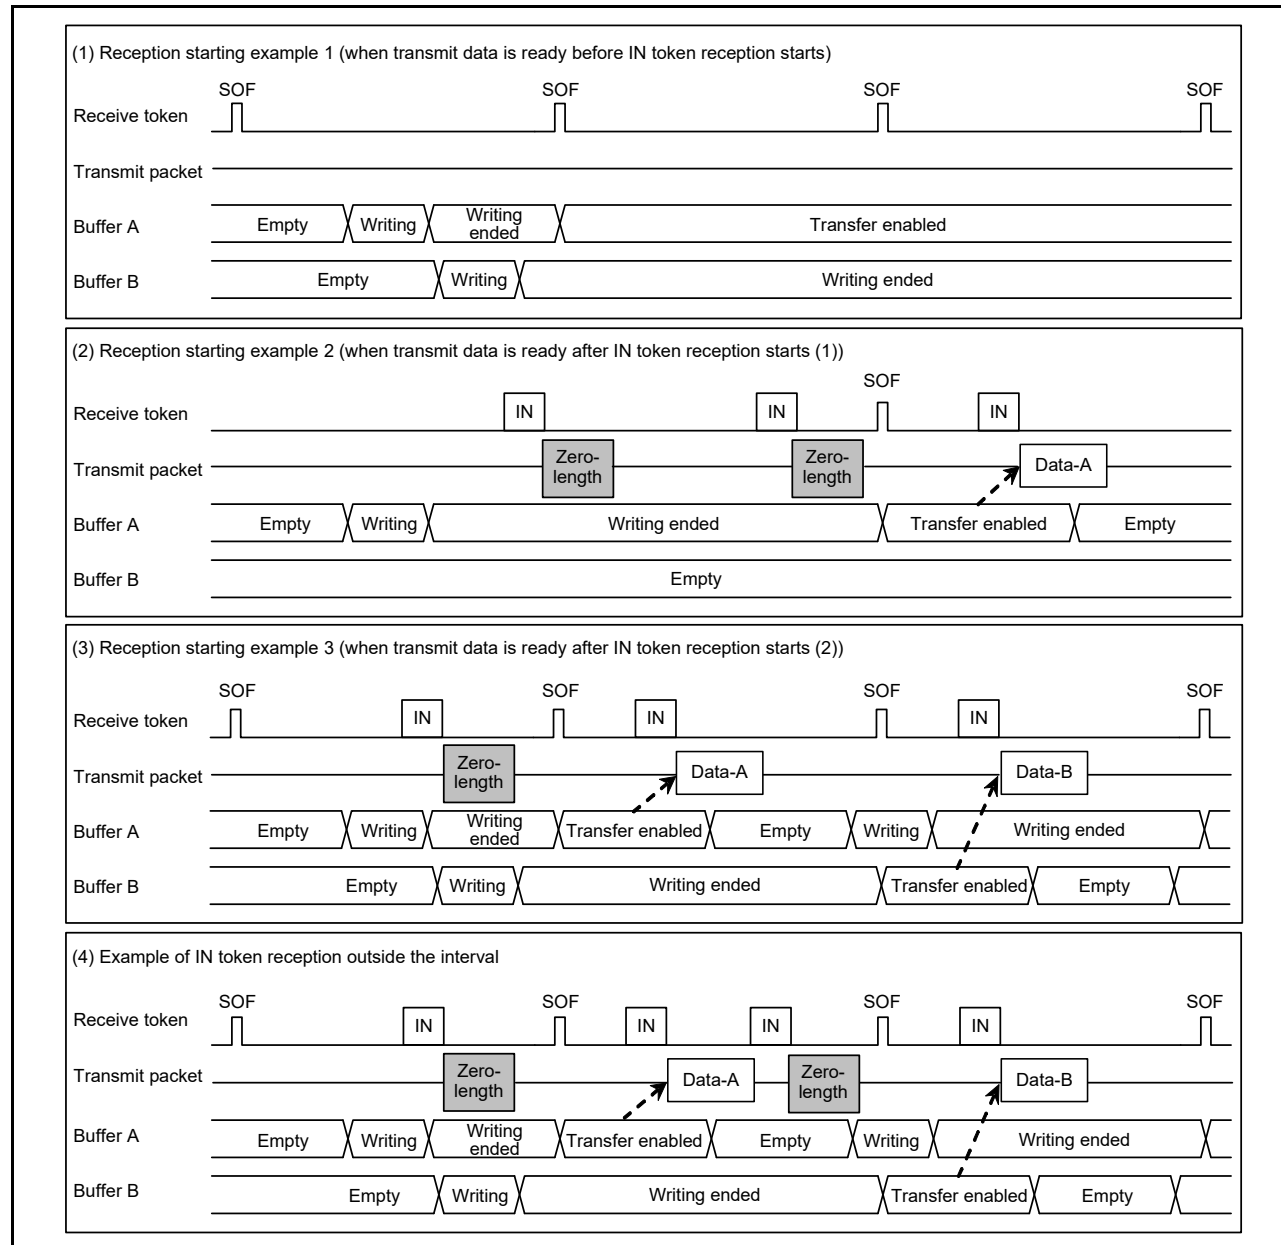 (1) Reception starting example 1 (when transmit data is ready before IN token reception starts)
SOF SOF SOF SOF
Receive token
Transmit packet
Buffer A Empty Writing Writing ended Transfer enabled
Buffer B Empty Writing Writing ended
(2) Reception starting example 2 (when transmit data is ready after IN token reception starts (1))
SOF
Receive token IN IN IN
Transmit packet Zero-length Zero-length Data-A
Buffer A Empty Writing Writing ended Transfer enabled Empty
Buffer B Empty
(3) Reception starting example 3 (when transmit data is ready after IN token reception starts (2))
SOF SOF SOF SOF
Receive token IN IN IN
Transmit packet Zero-length Data-A Data-B
Buffer A Empty Writing Writing ended Transfer enabled Empty Writing Writing ended
Buffer B Empty Writing Writing ended Transfer enabled Empty
(4) Example of IN token reception outside the interval
SOF SOF SOF SOF
Receive token IN IN IN IN
Transmit packet Zero-length Data-A Zero-length Data-B
Buffer A Empty Writing Writing ended Transfer enabled Empty Writing Writing ended
Buffer B Empty Writing Writing ended Transfer enabled Empty